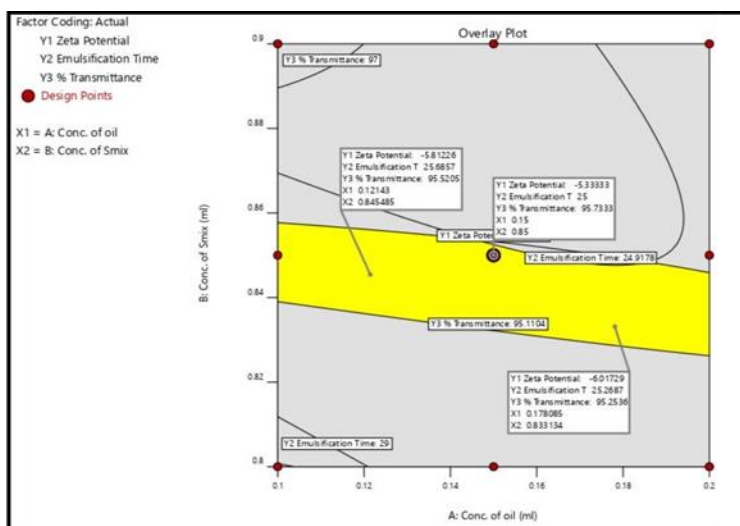 Factor Coding: Actual
Y1 Zeta Potential
Y2 Emulsification Time
Y3 % Transmittance
Design Points
X1 = A: Conc. of oil
X2 = B: Conc. of Smix
Overlay Plot
B: Conc. of Smix (ml)
0.9
0.88
0.86
0.84
0.82
0.8
Y3 % Transmittance: 97
Y1 Zeta Potential: -5.81226
Y2 Emulsification T 25.6857
Y3 % Transmittance: 95.5205
X1 0.12143
X2 0.845485
Y1 Zeta Potential: -5.33333
Y2 Emulsification T 25
Y3 % Transmittance: 95.7333
X1 0.15
X2 0.85
Y1 Zeta Pote
Y2 Emulsification Time: 24.9178
Y3 % Transmittance: 95.1104
Y1 Zeta Potential: -6.01729
Y2 Emulsification T 25.2687
Y3 % Transmittance: 95.2536
X1 0.178085
X2 0.833134
Y2 Emulsification Time: 29
0.1 0.12 0.14 0.16 0.18 0.2
A: Conc. of oil (ml)